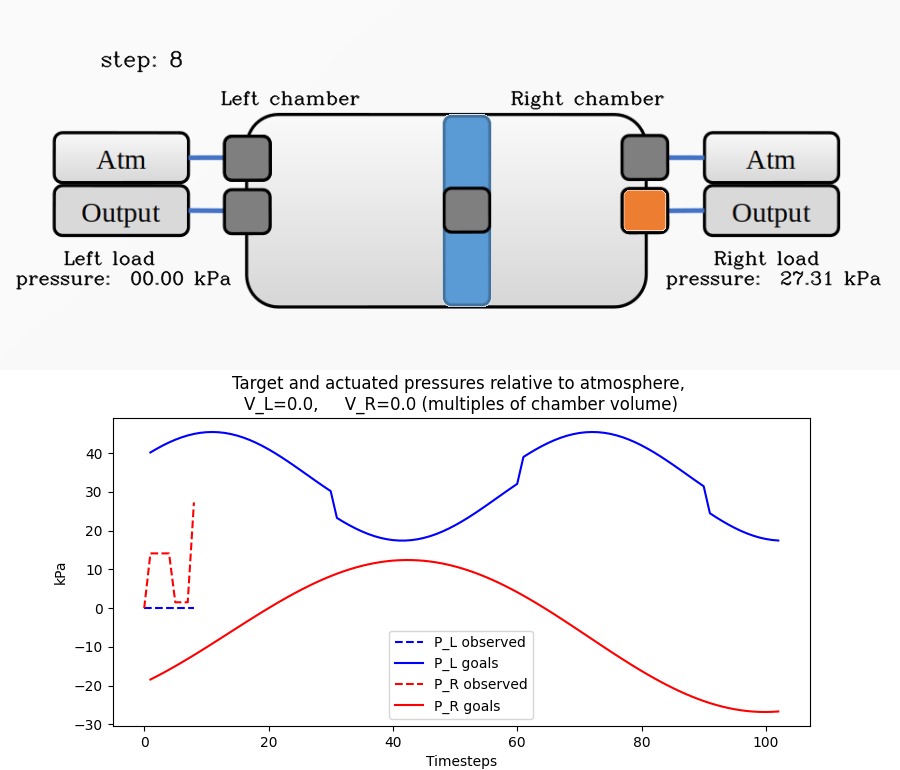 step: 8
Left chamber
Right chamber
Atm
Atm
Output
Output
Left load
pressure: 00.00 kPa
Right load
pressure: 27.31 kPa
Target and actuated pressures relative to atmosphere,
V_L=0.0, V_R=0.0 (multiples of chamber volume)
40
30
20
10
0
−10
−20
−30
kPa
P_L observed
P_L goals
P_R observed
P_R goals
0 20 40 60 80 100
Timesteps